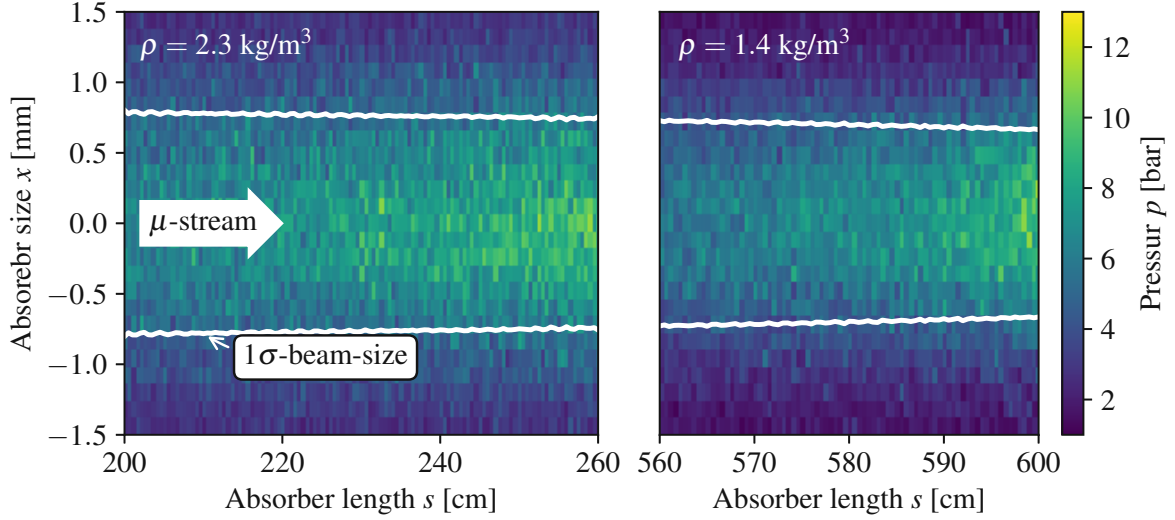 ρ = 2.3 kg/m³
ρ = 1.4 kg/m³
μ-stream
1σ-beam-size
Absorebr size x [mm]
1.5
1.0
0.5
0.0
−0.5
−1.0
−1.5
200
220
240
260
560
570
580
590
600
Absorber length s [cm]
Absorber length s [cm]
12
10
8
6
4
2
Pressur p [bar]